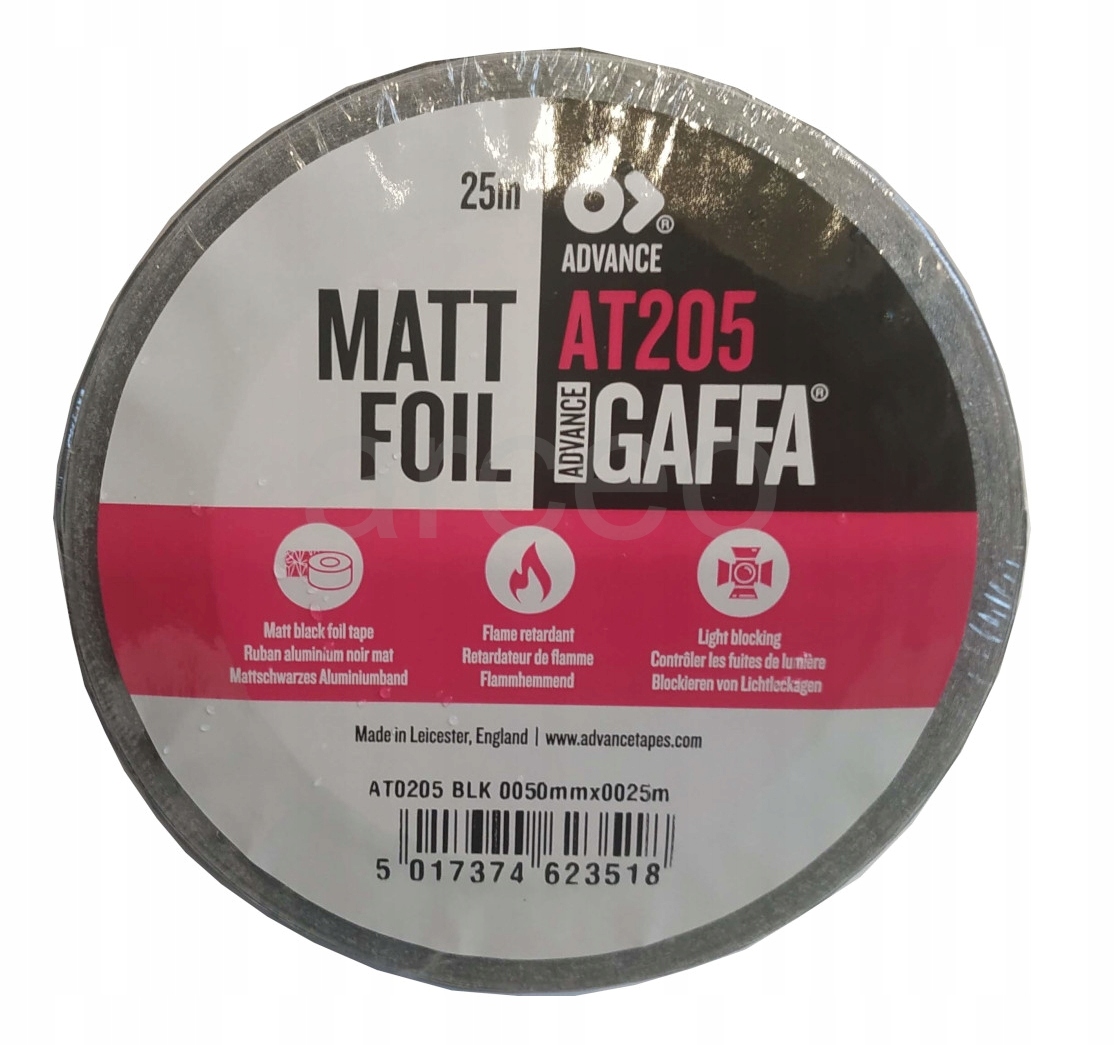 25m
ADVANCE
MATT
FOIL
AT205
ADVANCE GAFFA®
arceo
Matt black foil tape
Ruban aluminium noir mat
Mattschwarzes Aluminiumband
Flame retardant
Retardateur de flamme
Flammhemmend
Light blocking
Contrôler les fuites de lumière
Blockieren von Lichtleckagen
Made in Leicester, England | www.advancetapes.com
AT0205 BLK 0050mmx0025m
5 017374 623518